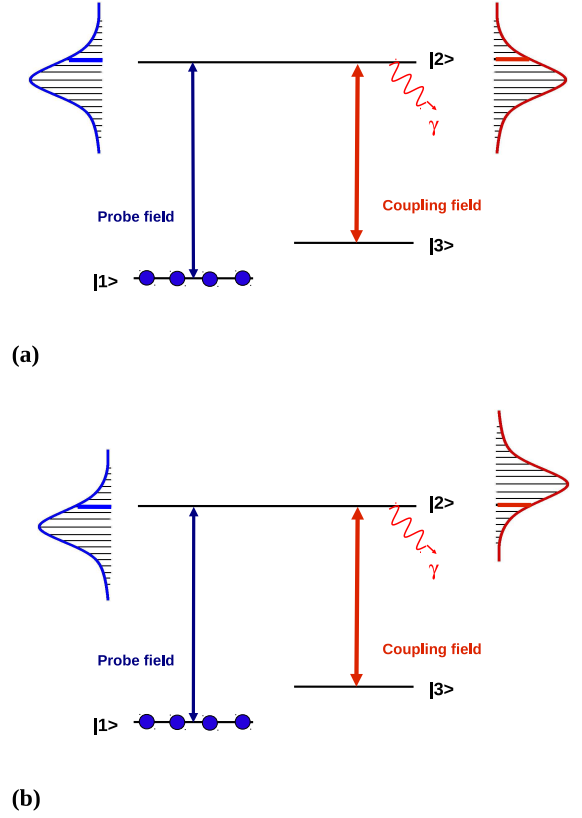 |2>
γ
Probe field
Coupling field
|3>
|1>
(a)
|2>
γ
Probe field
Coupling field
|3>
|1>
(b)